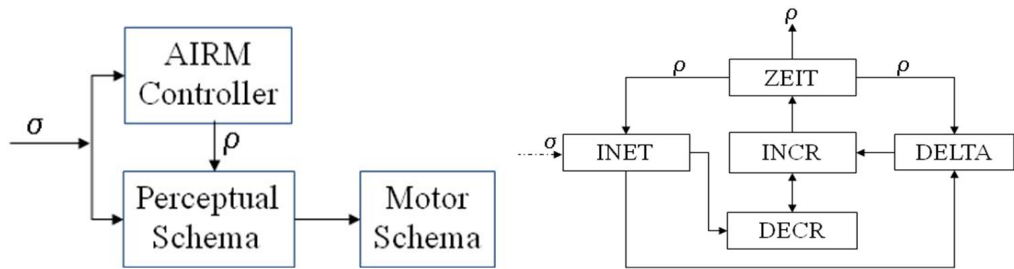 AIRM
Controller
σ
ρ
Perceptual
Schema
Motor
Schema
ρ
ρ
ZEIT
ρ
σ
INET
INCR
DELTA
DECR